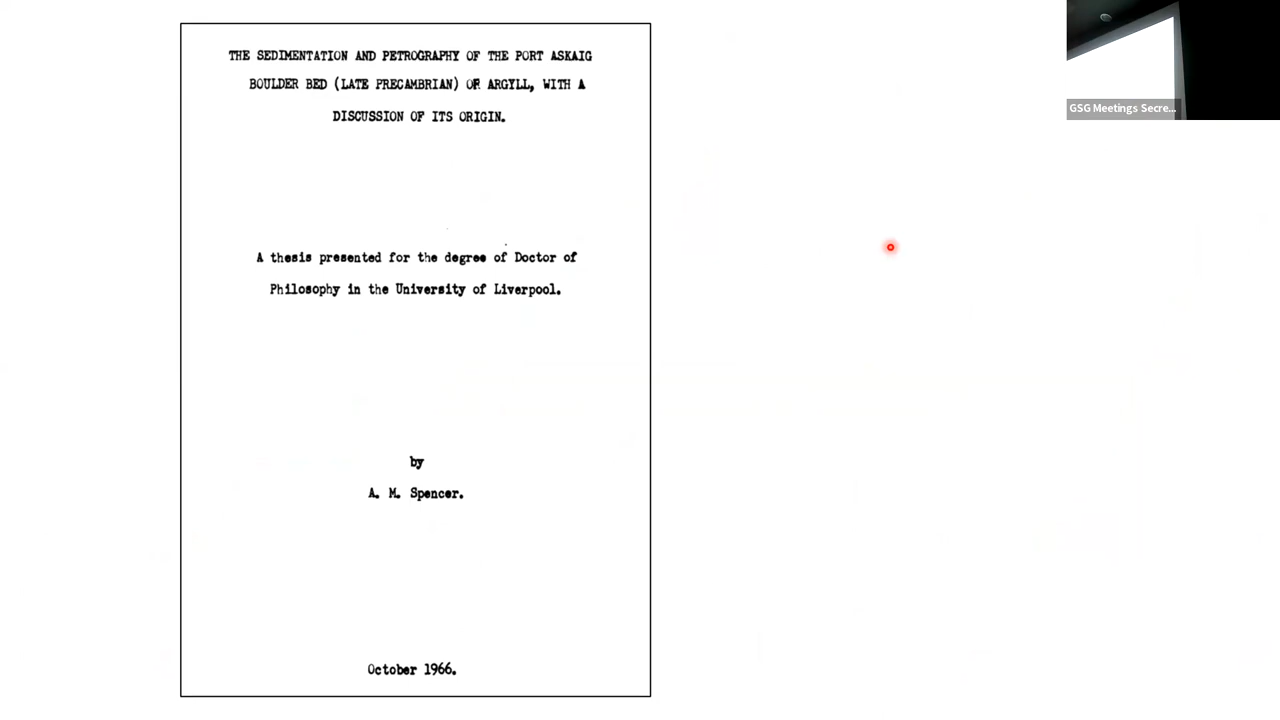 THE SEDIMENTATION AND PETROGRAPHY OF THE PORT ASKAIG
BOULDER BED (LATE PRECAMBRIAN) OF ARGYLL, WITH A
DISCUSSION OF ITS ORIGIN.
A thesis presented for the degree of Doctor of
Philosophy in the University of Liverpool.
by
A. M. Spencer.
October 1966.
GSG Meetings Secre...